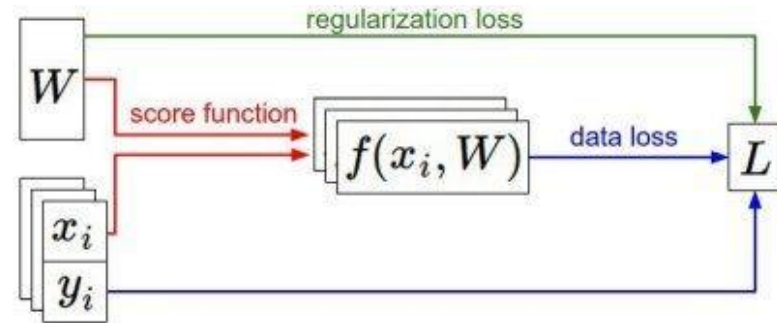 regularization loss
W
score function
f(x_i, W)
data loss
L
x_i
y_i